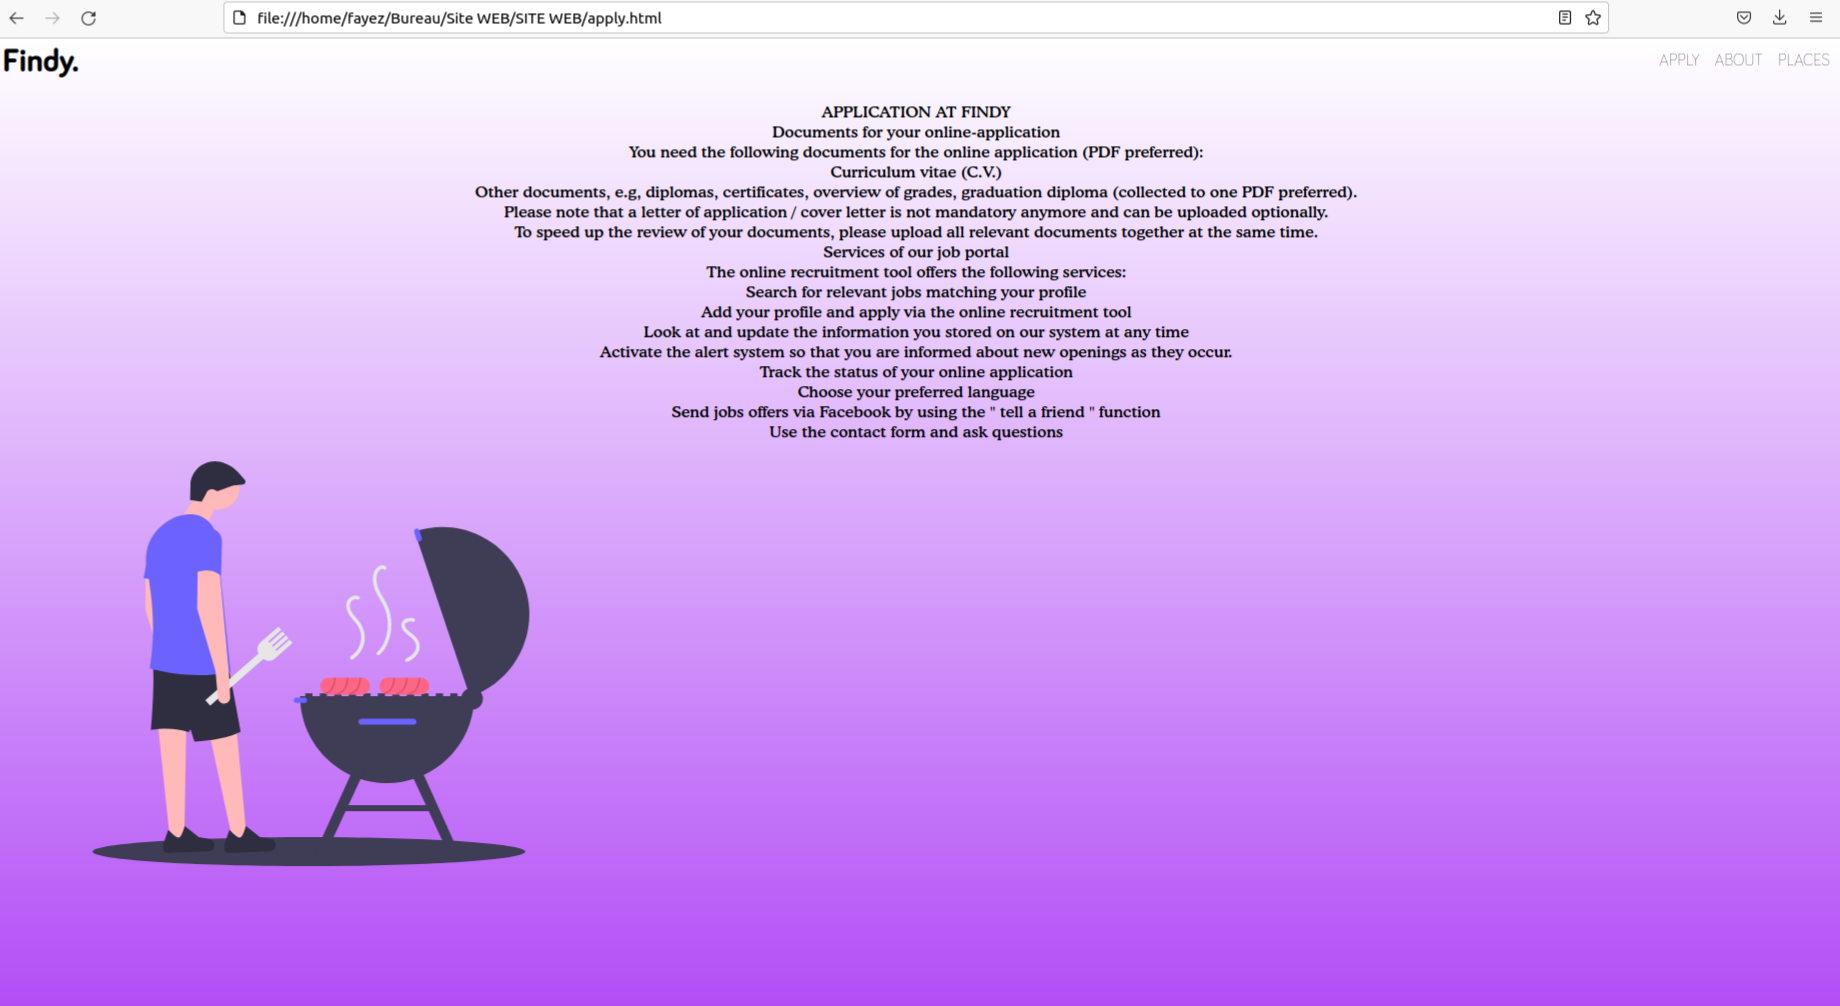 file:///home/fayez/Bureau/Site WEB/SITE WEB/apply.html
Findy.
APPLY ABOUT PLACES
APPLICATION AT FINDY
Documents for your online-application
You need the following documents for the online application (PDF preferred):
Curriculum vitae (C.V.)
Other documents, e.g, diplomas, certificates, overview of grades, graduation diploma (collected to one PDF preferred).
Please note that a letter of application / cover letter is not mandatory anymore and can be uploaded optionally.
To speed up the review of your documents, please upload all relevant documents together at the same time.
Services of our job portal
The online recruitment tool offers the following services:
Search for relevant jobs matching your profile
Add your profile and apply via the online recruitment tool
Look at and update the information you stored on our system at any time
Activate the alert system so that you are informed about new openings as they occur.
Track the status of your online application
Choose your preferred language
Send jobs offers via Facebook by using the " tell a friend " function
Use the contact form and ask questions